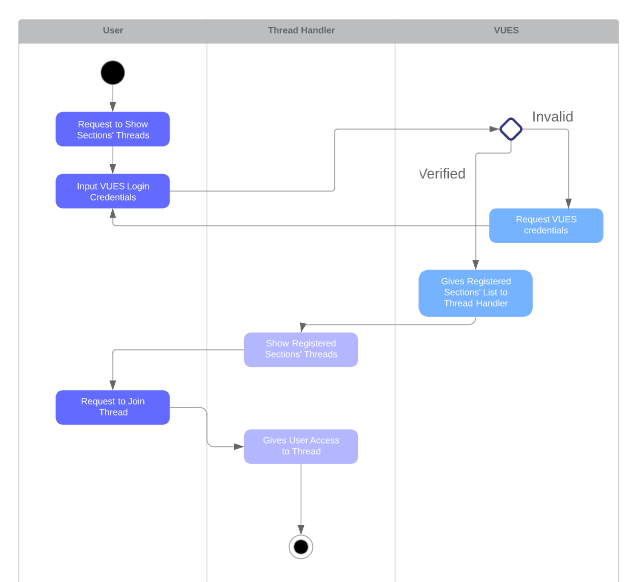 User
Thread Handler
VUES
Request to Show
Sections' Threads
Invalid
Verified
Input VUES Login
Credentials
Request VUES
credentials
Gives Registered
Sections' List to
Thread Handler
Show Registered
Sections' Threads
Request to Join
Thread
Gives User Access
to Thread